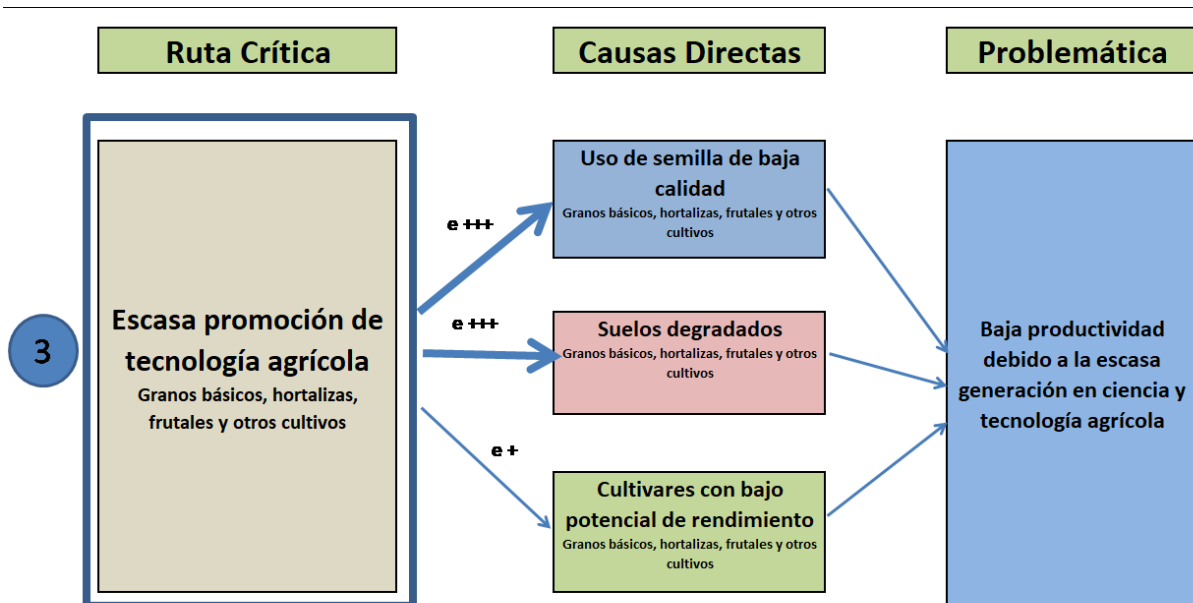 Ruta Crítica
Causas Directas
Problemática
3
Escasa promoción de
tecnología agrícola
Granos básicos, hortalizas,
frutales y otros cultivos
e +++
e +++
e +
Uso de semilla de baja
calidad
Granos básicos, hortalizas, frutales y otros
cultivos
Suelos degradados
Granos básicos, hortalizas, frutales y otros
cultivos
Cultivares con bajo
potencial de rendimiento
Granos básicos, hortalizas, frutales y otros
cultivos
Baja productividad
debido a la escasa
generación en ciencia y
tecnología agrícola